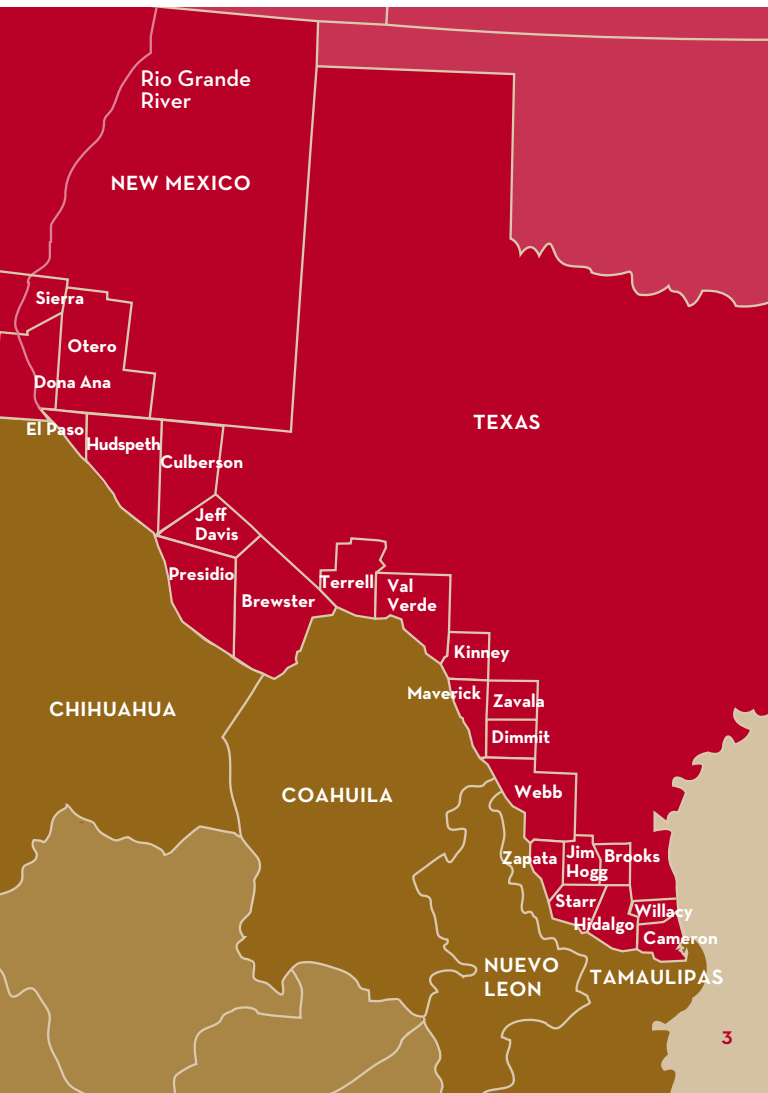 Rio Grande
River
NEW MEXICO
Sierra
Otero
Dona Ana
El Paso
Hudspeth
Culberson
TEXAS
Jeff
Davis
Presidio
Brewster
Terrell
Val
Verde
Kinney
Maverick
Zavala
Dimmit
CHIHUAHUA
COAHUILA
Webb
Zapata
Jim
Hogg
Brooks
Starr
Hidalgo
Willacy
Cameron
NUEVO
LEON
TAMAULIPAS
3